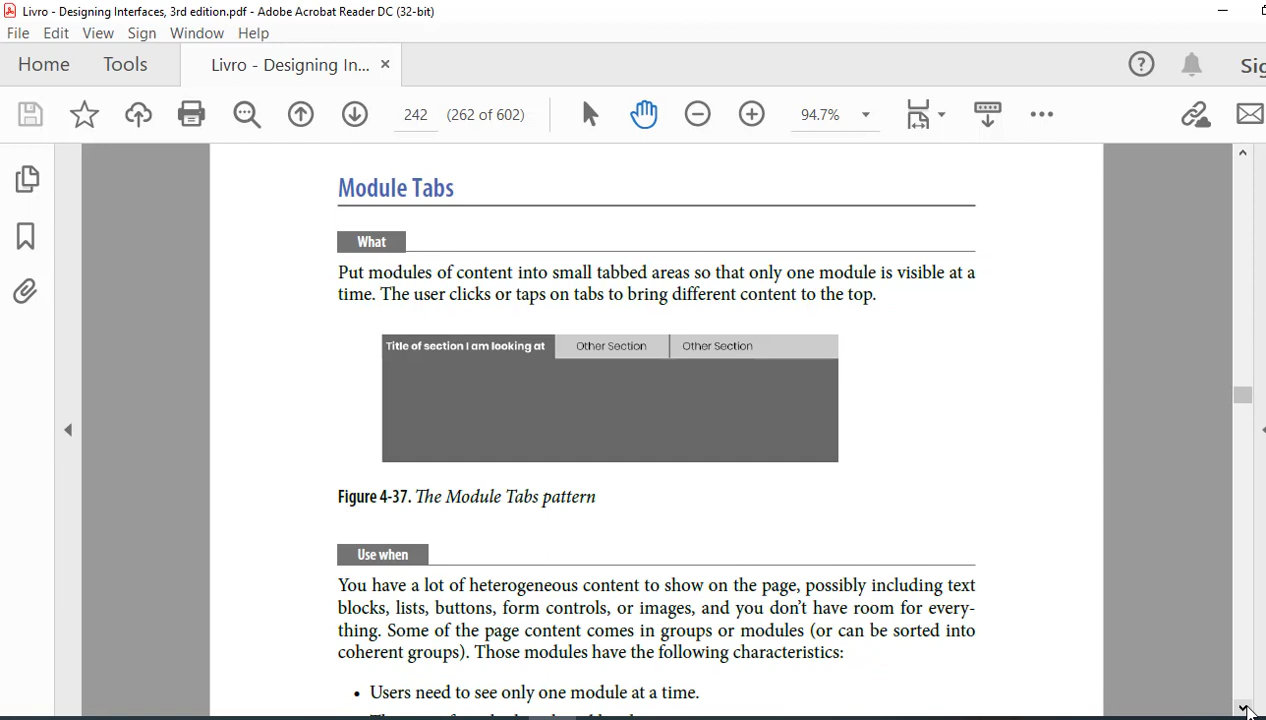 Livro - Designing Interfaces, 3rd edition.pdf - Adobe Acrobat Reader DC (32-bit)
File Edit View Sign Window Help
Home Tools Livro - Designing In... ×
242 (262 of 602) 94.7%
Module Tabs
What
Put modules of content into small tabbed areas so that only one module is visible at a
time. The user clicks or taps on tabs to bring different content to the top.
Title of section I am looking at Other Section Other Section
Figure 4-37. The Module Tabs pattern
Use when
You have a lot of heterogeneous content to show on the page, possibly including text
blocks, lists, buttons, form controls, or images, and you don't have room for every-
thing. Some of the page content comes in groups or modules (or can be sorted into
coherent groups). Those modules have the following characteristics:
• Users need to see only one module at a time.